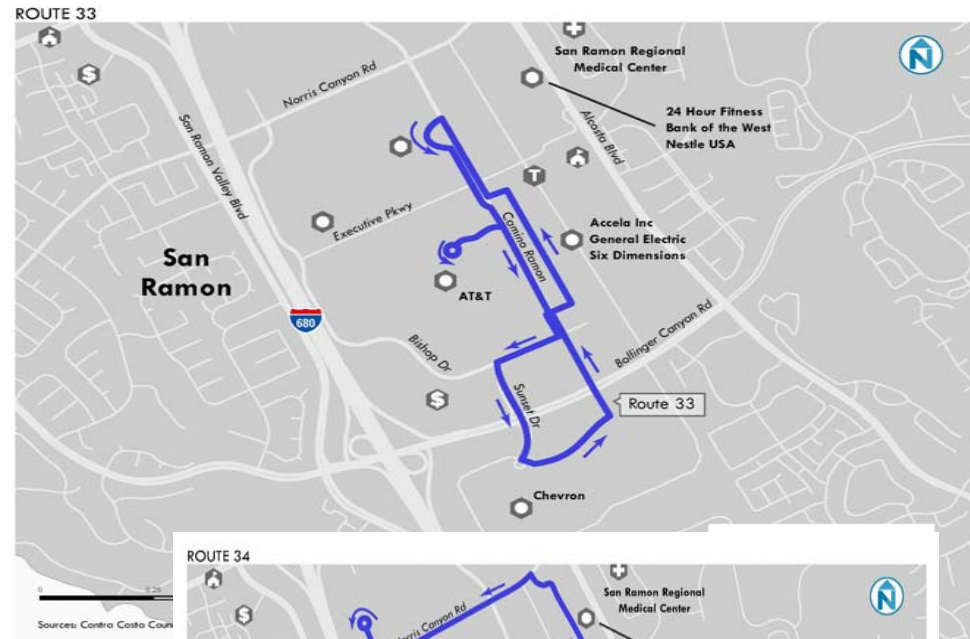 ROUTE 33
San Ramon Regional
Medical Center
N
24 Hour Fitness
Bank of the West
Nestle USA
Norris Canyon Rd
Alcosta Blvd
San Ramon Valley Blvd
$
T
Executive Pkwy
Camino Ramon
Accela Inc
General Electric
Six Dimensions
San
Ramon
AT&T
680
Bishop Dr
Bollinger Canyon Rd
Sunset Dr
$
Route 33
Chevron
0
Sources: Contra Costa Coun
ROUTE 34
San Ramon Regional
Medical Center
N
$
Norris Canyon Rd